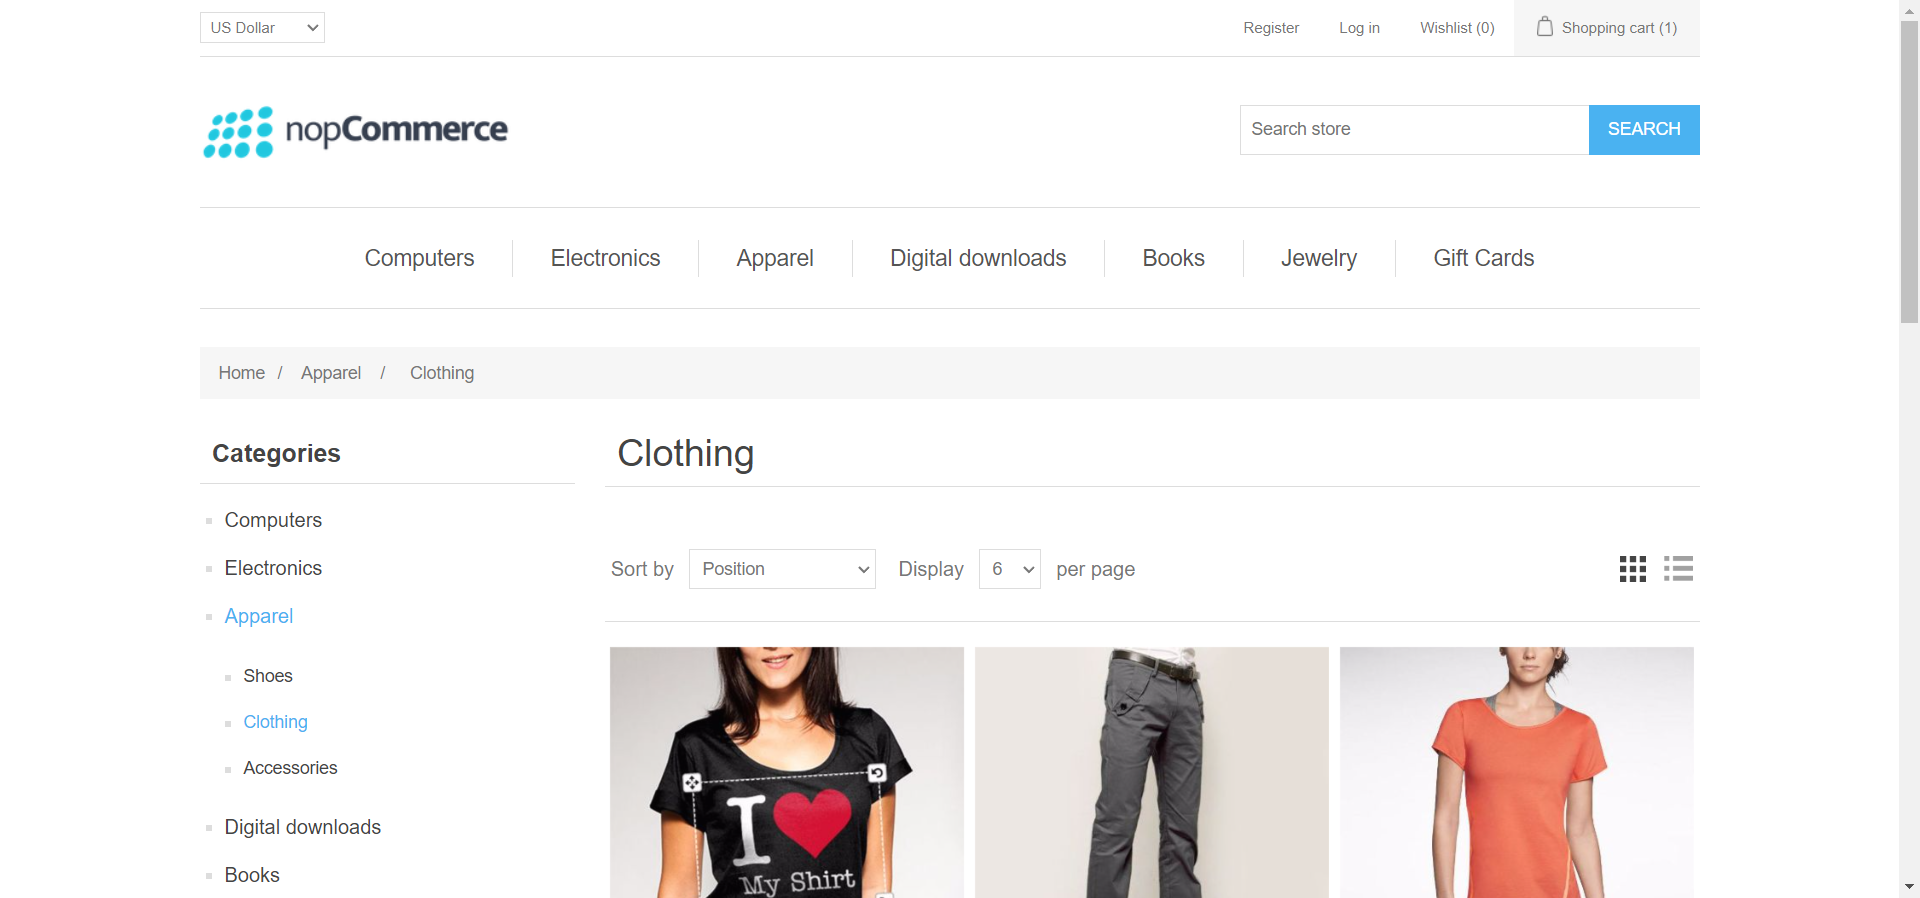 US Dollar
Register Log in Wishlist (0) Shopping cart (1)
nopCommerce
Search store SEARCH
Computers Electronics Apparel Digital downloads Books Jewelry Gift Cards
Home / Apparel / Clothing
Categories
Computers
Electronics
Apparel
Shoes
Clothing
Accessories
Digital downloads
Books
Clothing
Sort by Position Display 6 per page
I
My Shirt